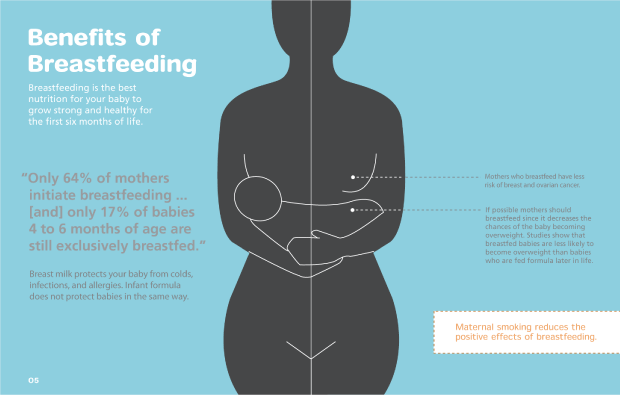 Benefits of
Breastfeeding
Breastfeeding is the best
nutrition for your baby to
grow strong and healthy for
the first six months of life.
"Only 64% of mothers
initiate breastfeeding ...
[and] only 17% of babies
4 to 6 months of age are
still exclusively breastfed."
Breast milk protects your baby from colds,
infections, and allergies. Infant formula
does not protect babies in the same way.
Mothers who breastfeed have less
risk of breast and ovarian cancer.
If possible mothers should
breastfeed since it decreases the
chances of the baby becoming
overweight. Studies show that
breastfed babies are less likely to
become overweight than babies
who are fed formula later in life.
Maternal smoking reduces the
positive effects of breastfeeding.
05